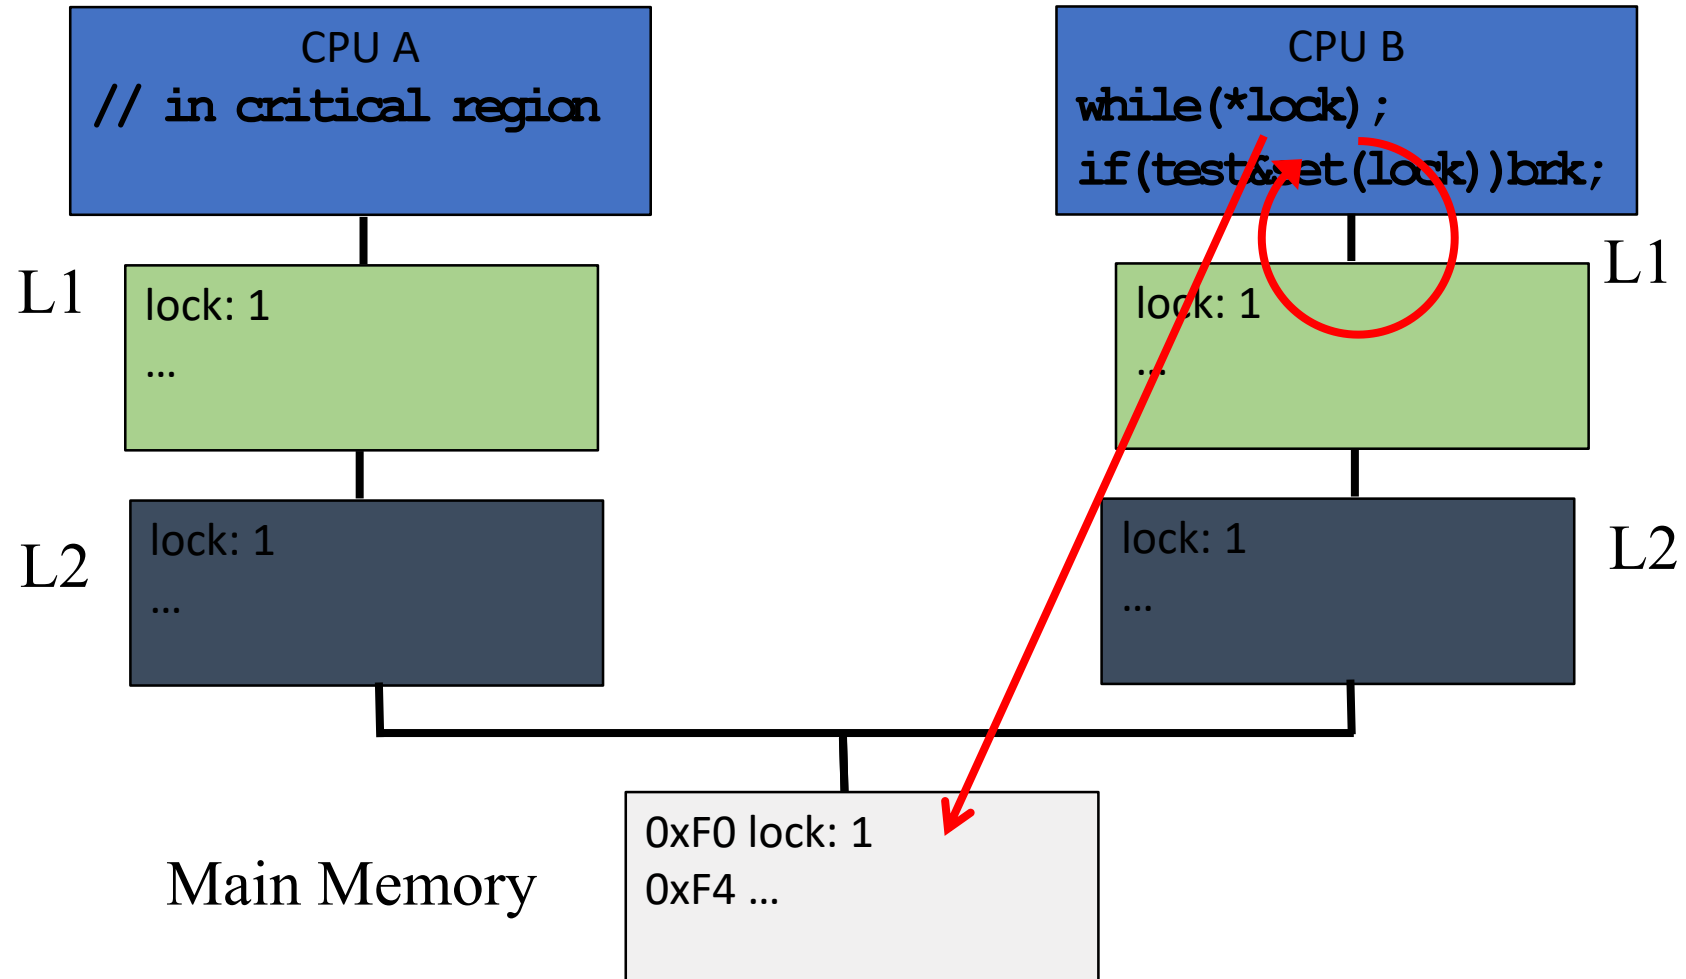 CPU A
// in critical region
CPU B
while(*lock);
if(test&set(lock))brk;
L1
lock: 1
…
lock: 1
…
L1
L2
lock: 1
…
lock: 1
…
L2
Main Memory
0xF0 lock: 1
0xF4 …